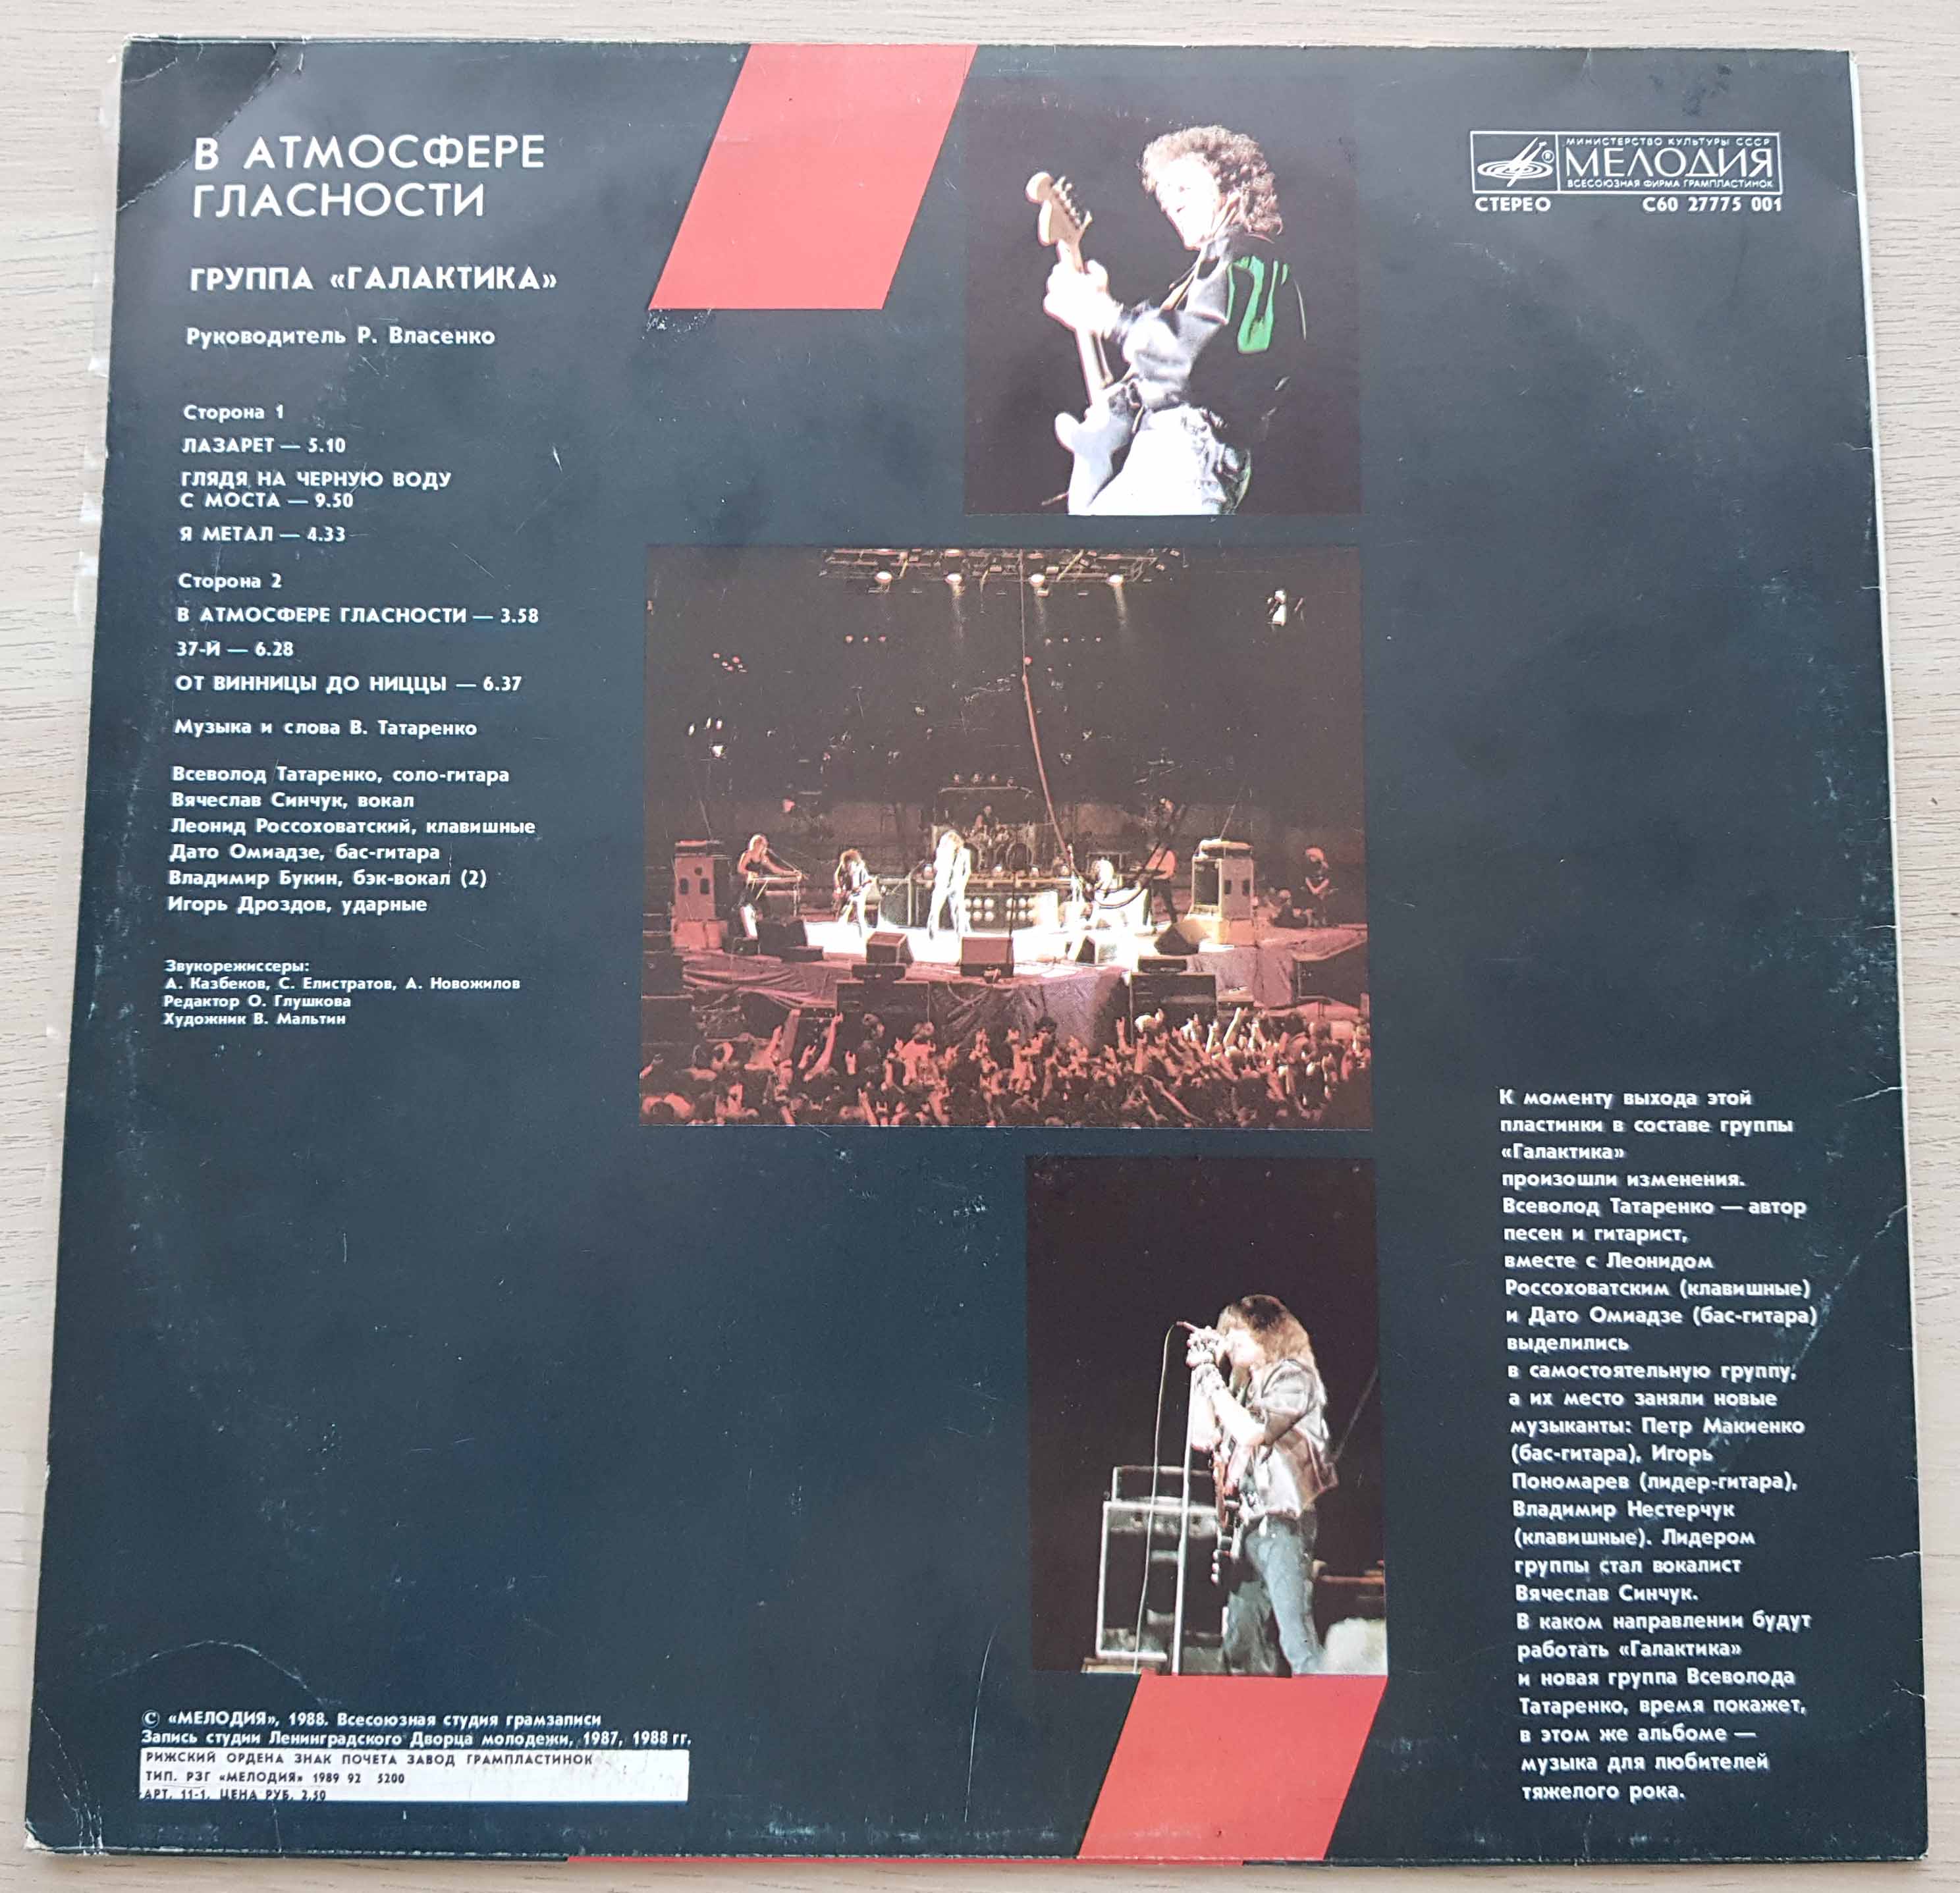 В АТМОСФЕРЕ
ГЛАСНОСТИ
ГРУППА «ГАЛАКТИКА»
Руководитель Р. Власенко
Сторона 1
ЛАЗАРЕТ — 5.10
ГЛЯДЯ НА ЧЕРНУЮ ВОДУ
С МОСТА — 9.50
Я МЕТАЛ — 4.33
Сторона 2
В АТМОСФЕРЕ ГЛАСНОСТИ — 3.58
37-Й — 6.28
ОТ ВИННИЦЫ ДО НИЦЦЫ — 6.37
Музыка и слова В. Татаренко
Всеволод Татаренко, соло-гитара
Вячеслав Синчук, вокал
Леонид Россоховатский, клавишные
Дато Омиадзе, бас-гитара
Владимир Букин, бэк-вокал (2)
Игорь Дроздов, ударные
Звукорежиссеры:
А. Казбеков, С. Елистратов, А. Новожилов
Редактор О. Глушкова
Художник В. Мальтин
© «МЕЛОДИЯ», 1988. Всесоюзная студия грамзаписи
Запись студии Ленинградского Дворца молодежи, 1987, 1988 гг.
РИЖСКИЙ ОРДЕНА ЗНАК ПОЧЕТА ЗАВОД ГРАМПЛАСТИНОК
ТИП. РЗГ «МЕЛОДИЯ» 1989 92 5200
АРТ. 11-1. ЦЕНА РУБ. 2,50
МИНИСТЕРСТВО КУЛЬТУРЫ СССР
® МЕЛОДИЯ
ВСЕСОЮЗНАЯ ФИРМА ГРАМПЛАСТИНОК
СТЕРЕО С60 27775 001
К моменту выхода этой
пластинки в составе группы
«Галактика»
произошли изменения.
Всеволод Татаренко — автор
песен и гитарист,
вместе с Леонидом
Россоховатским (клавишные)
и Дато Омиадзе (бас-гитара)
выделились
в самостоятельную группу,
а их место заняли новые
музыканты: Петр Макиенко
(бас-гитара), Игорь
Пономарев (лидер-гитара),
Владимир Нестерчук
(клавишные). Лидером
группы стал вокалист
Вячеслав Синчук.
В каком направлении будут
работать «Галактика»
и новая группа Всеволода
Татаренко, время покажет,
в этом же альбоме —
музыка для любителей
тяжелого рока.